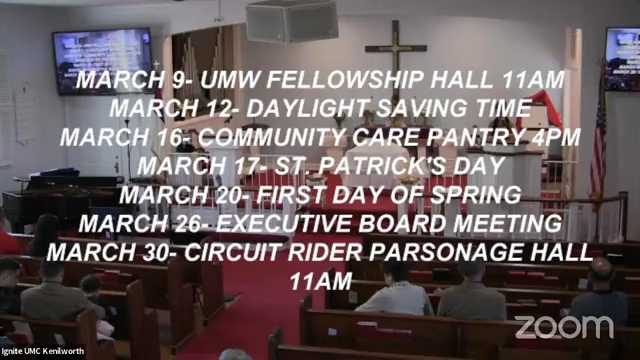 MARCH 9- UMW FELLOWSHIP HALL 11AM
MARCH 12- DAYLIGHT SAVING TIME
MARCH 16- COMMUNITY CARE PANTRY 4PM
MARCH 17- ST. PATRICK'S DAY
MARCH 20- FIRST DAY OF SPRING
MARCH 26- EXECUTIVE BOARD MEETING
MARCH 30- CIRCUIT RIDER PARSONAGE HALL
11AM
zoom
Ignite UMC Kenilworth